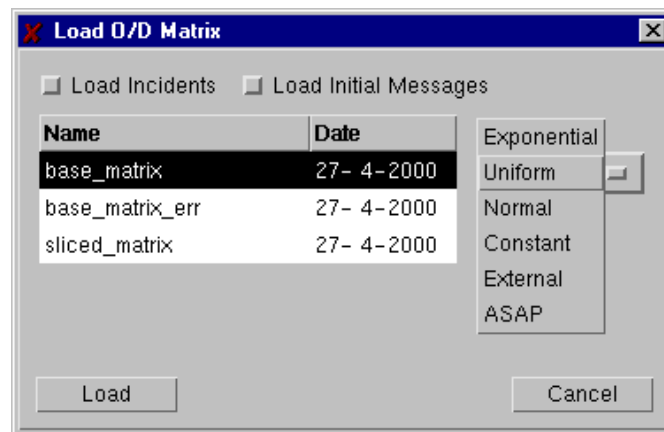 Load O/D Matrix
Load Incidents
Load Initial Messages
Name Date
base_matrix 27- 4-2000
base_matrix_err 27- 4-2000
sliced_matrix 27- 4-2000
Exponential
Uniform
Normal
Constant
External
ASAP
Load
Cancel